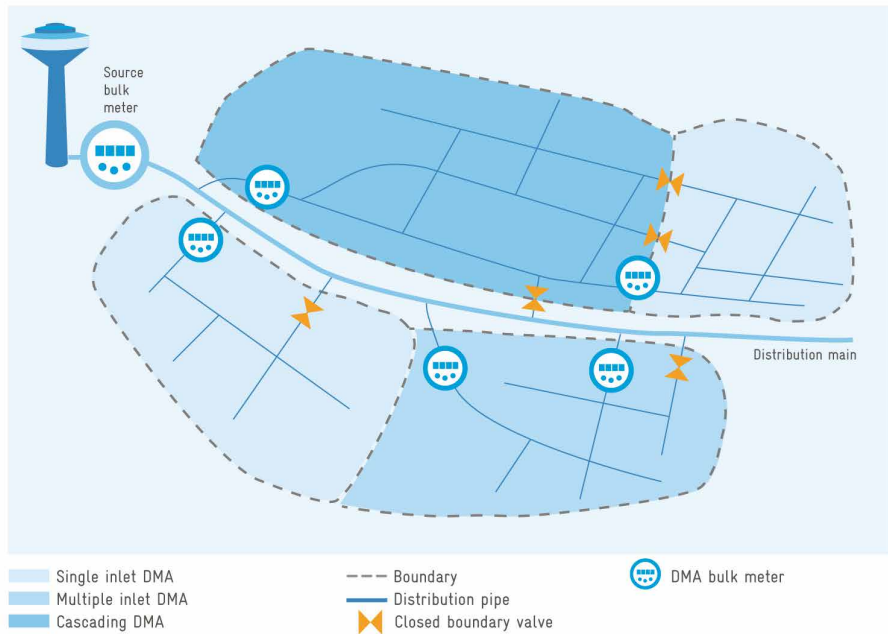 Source
bulk
meter
Distribution main
Single inlet DMA
Multiple inlet DMA
Cascading DMA
Boundary
Distribution pipe
Closed boundary valve
DMA bulk meter